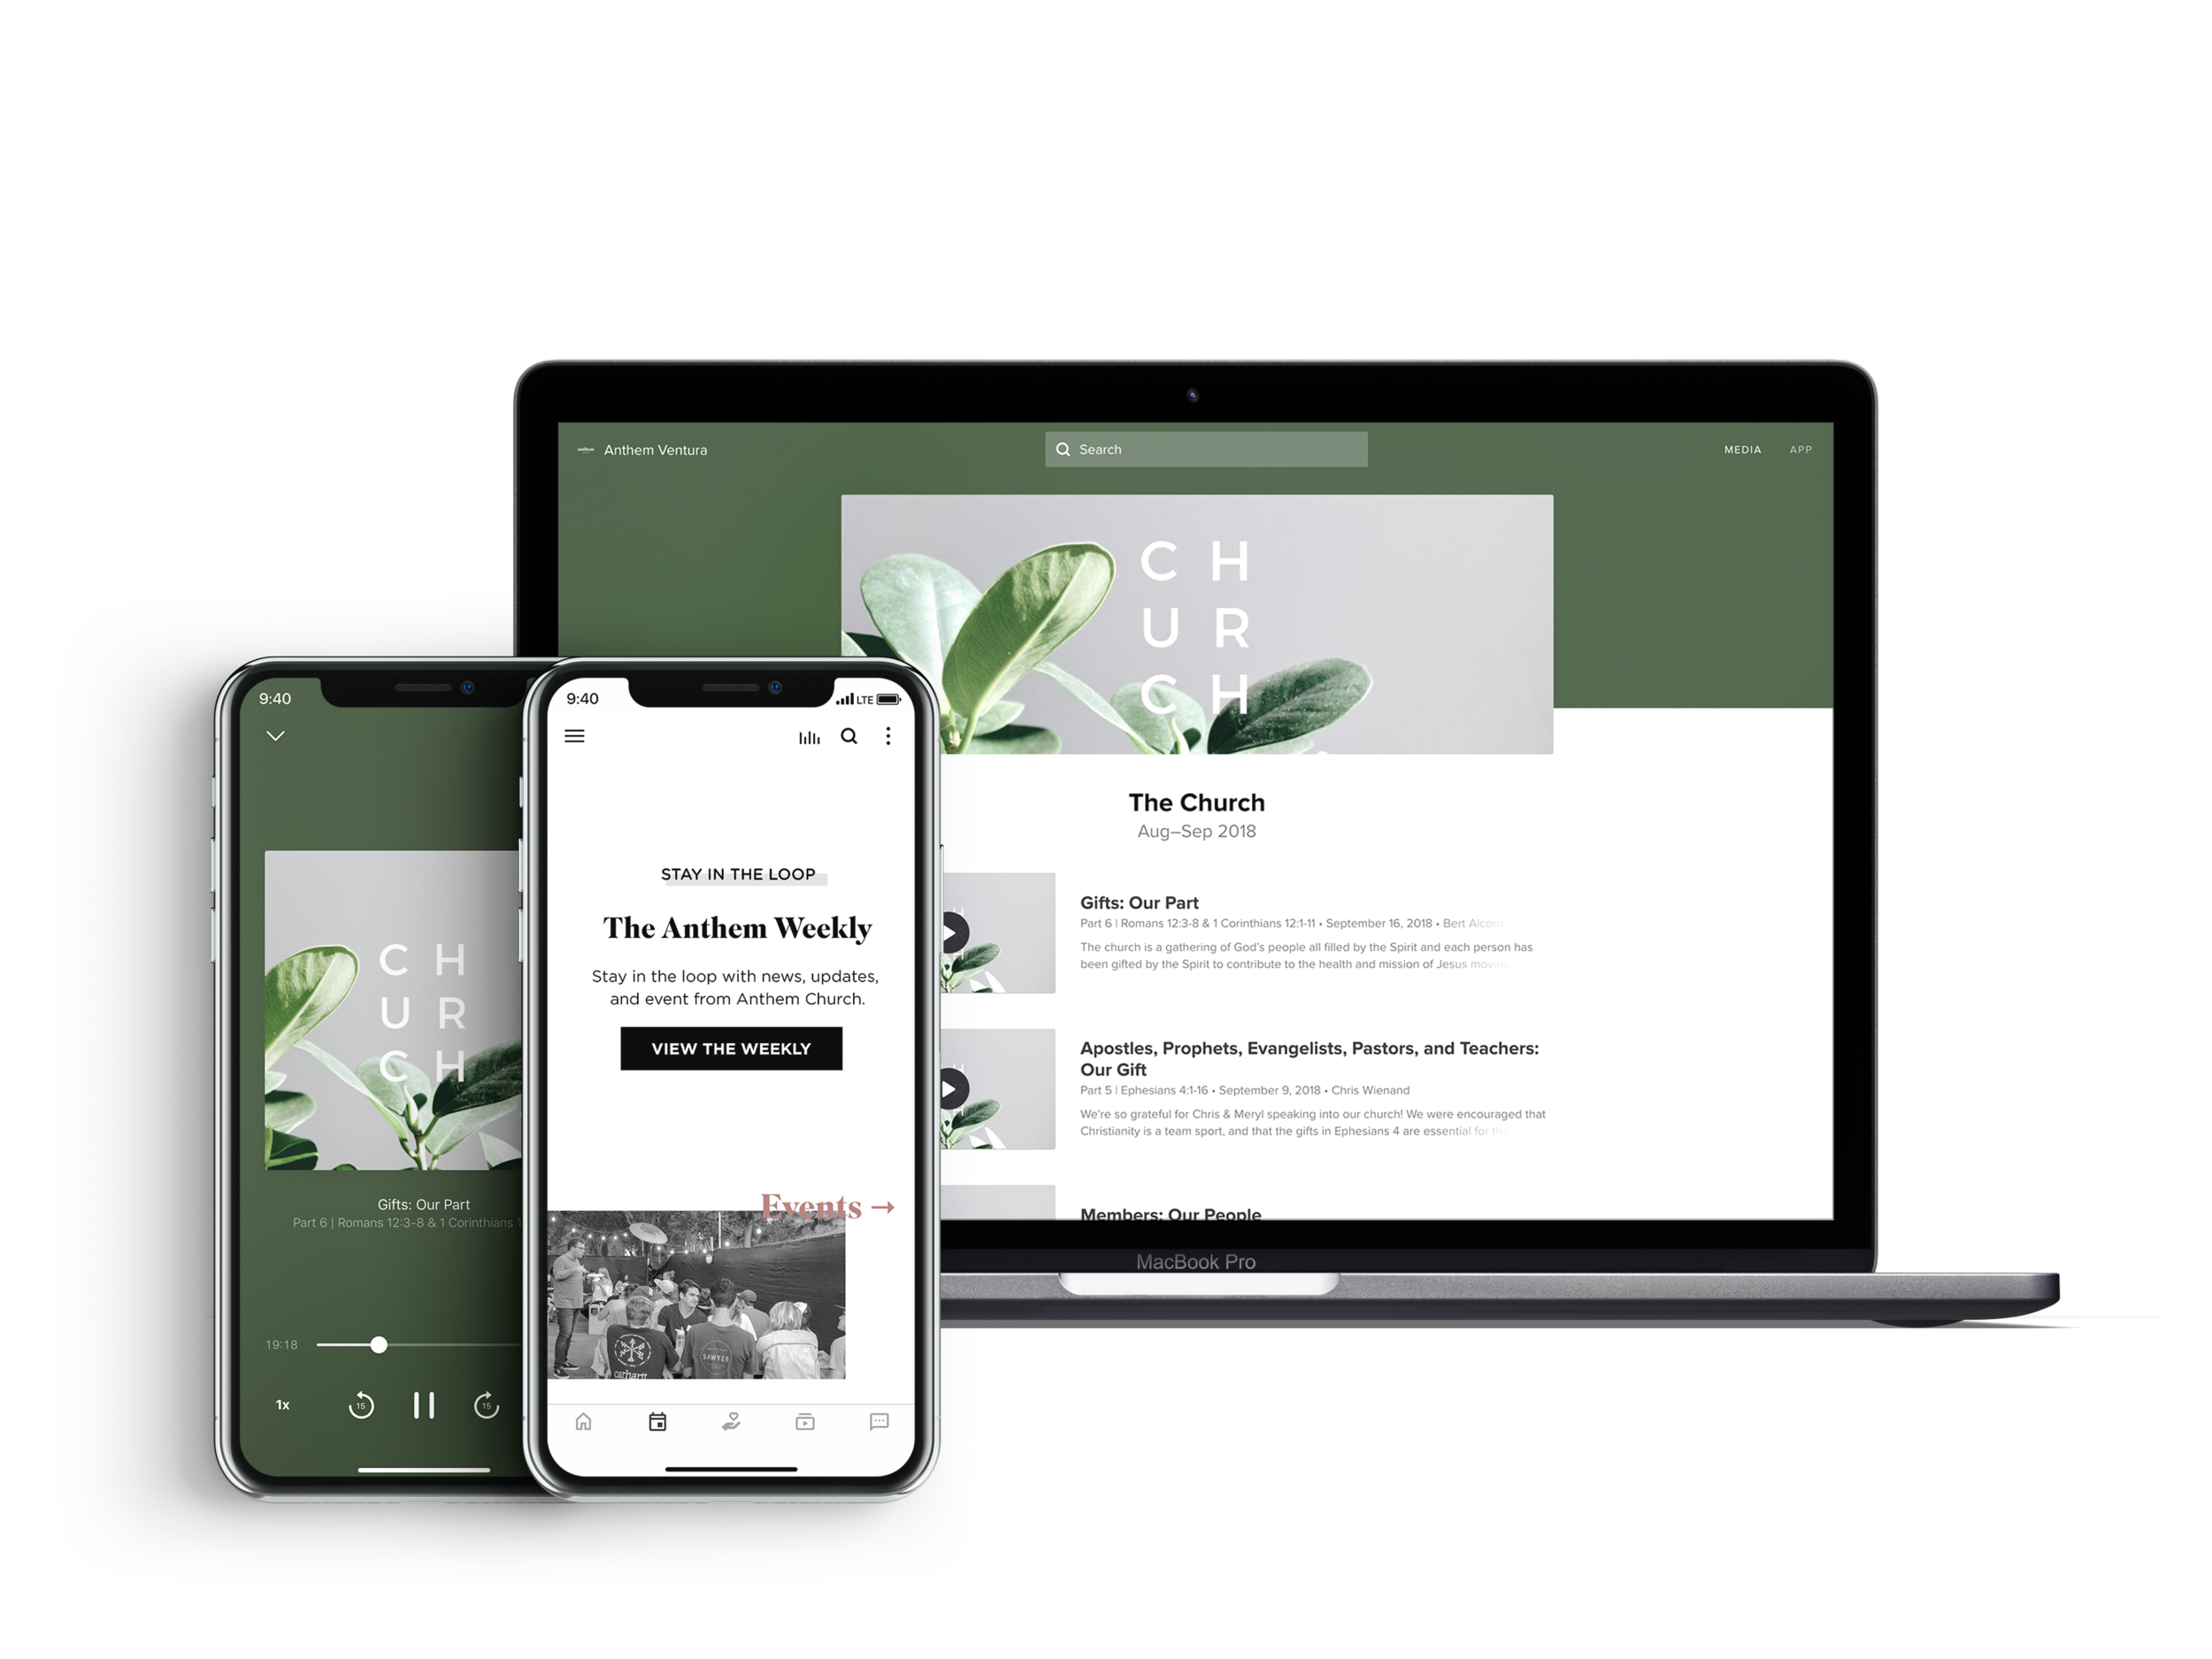 Anthem Ventura
Search
MEDIA
APP
C H
U R
C H
The Church
Aug–Sep 2018
Gifts: Our Part
Part 6 | Romans 12:3-8 & 1 Corinthians 12:1-11 • September 16, 2018 • Bert Alcorn
The church is a gathering of God's people all filled by the Spirit and each person has
been gifted by the Spirit to contribute to the health and mission of Jesus moving
Apostles, Prophets, Evangelists, Pastors, and Teachers:
Our Gift
Part 5 | Ephesians 4:1-16 • September 9, 2018 • Chris Wienand
We're so grateful for Chris & Meryl speaking into our church! We were encouraged that
Christianity is a team sport, and that the gifts in Ephesians 4 are essential for
Members: Our People
MacBook Pro
9:40
C H
U R
C H
Gifts: Our Part
Part 6 | Romans 12:3-8 & 1 Corinthians 1
19:18
1x
15
15
9:40
LTE
STAY IN THE LOOP
The Anthem Weekly
Stay in the loop with news, updates,
and event from Anthem Church.
VIEW THE WEEKLY
Events →
SAWYER
carhartt